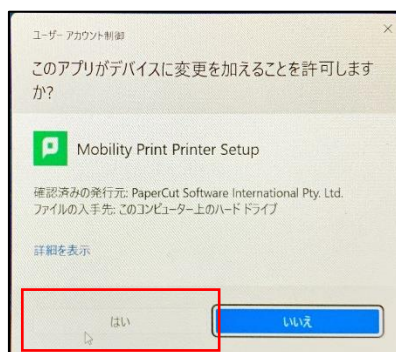 ユーザー アカウント制御
このアプリがデバイスに変更を加えることを許可します
か?
Mobility Print Printer Setup
確認済みの発行元: PaperCut Software International Pty. Ltd.
ファイルの入手先: このコンピューター上のハード ドライブ
詳細を表示
はい
いいえ